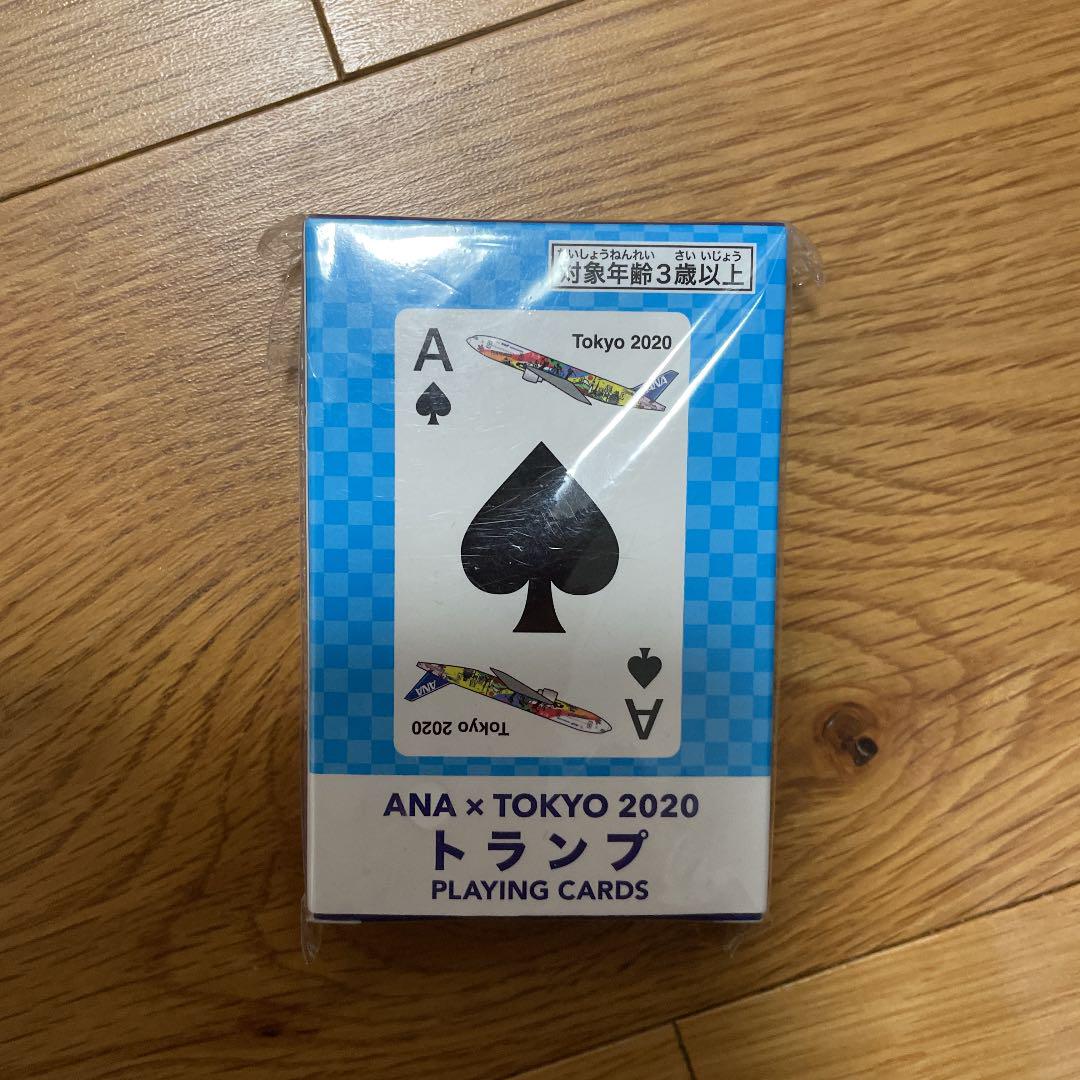 たいしょうねんれい さい いじょう
対象年齢3歳以上
A
Tokyo 2020
ANA
ANA
A
Tokyo 2020
ANA × TOKYO 2020
トランプ
PLAYING CARDS